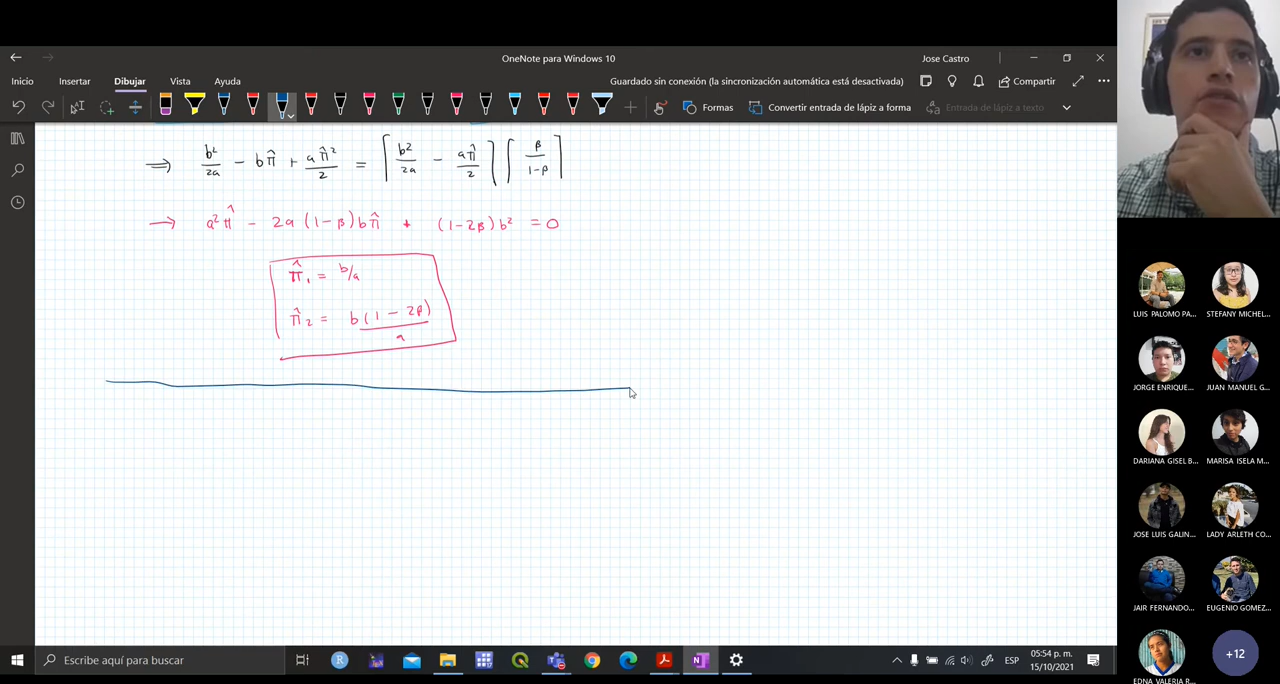 OneNote para Windows 10
Jose Castro
Inicio Insertar Dibujar Vista Ayuda
Guardado sin conexión (la sincronización automática está desactivada)
Compartir
Formas
Convertir entrada de lápiz a forma
Entrada de lápiz a texto
⟹ b²/2a − bπ̂ + aπ̂²/2 = [b²/2a − aπ̂/2] [β/1−β]
→ a²π̂ − 2a(1−β)bπ̂ + (1−2β)b² = 0
π̂₁ = b/a
π̂₂ = b(1 − 2β)/a
LUIS PALOMO PA...
STEFANY MICHEL...
JORGE ENRIQUE...
JUAN MANUEL G...
DARIANA GISEL B...
MARISA ISELA M...
JOSE LUIS GALIN...
LADY ARLETH CO...
JAIR FERNANDO...
EUGENIO GOMEZ...
EDNA VALERIA R...
+12
Escribe aquí para buscar
ESP
05:54 p. m.
15/10/2021